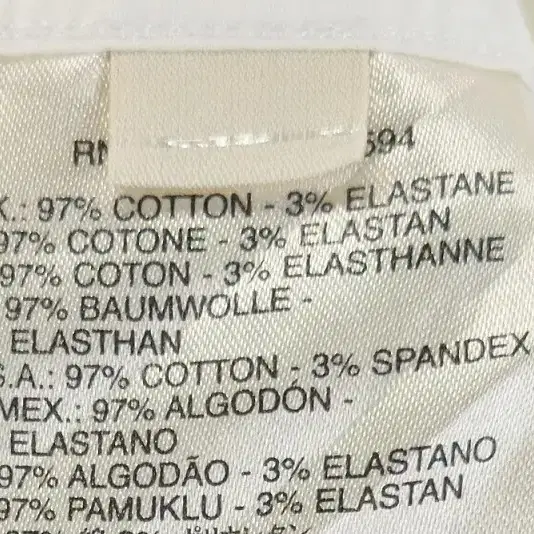 RN 594
K.: 97% COTTON - 3% ELASTANE
97% COTONE - 3% ELASTAN
97% COTON - 3% ELASTHANNE
97% BAUMWOLLE -
ELASTHAN
S.A.: 97% COTTON - 3% SPANDEX
MEX.: 97% ALGODÓN -
ELASTANO
97% ALGODÃO - 3% ELASTANO
97% PAMUKLU - 3% ELASTAN